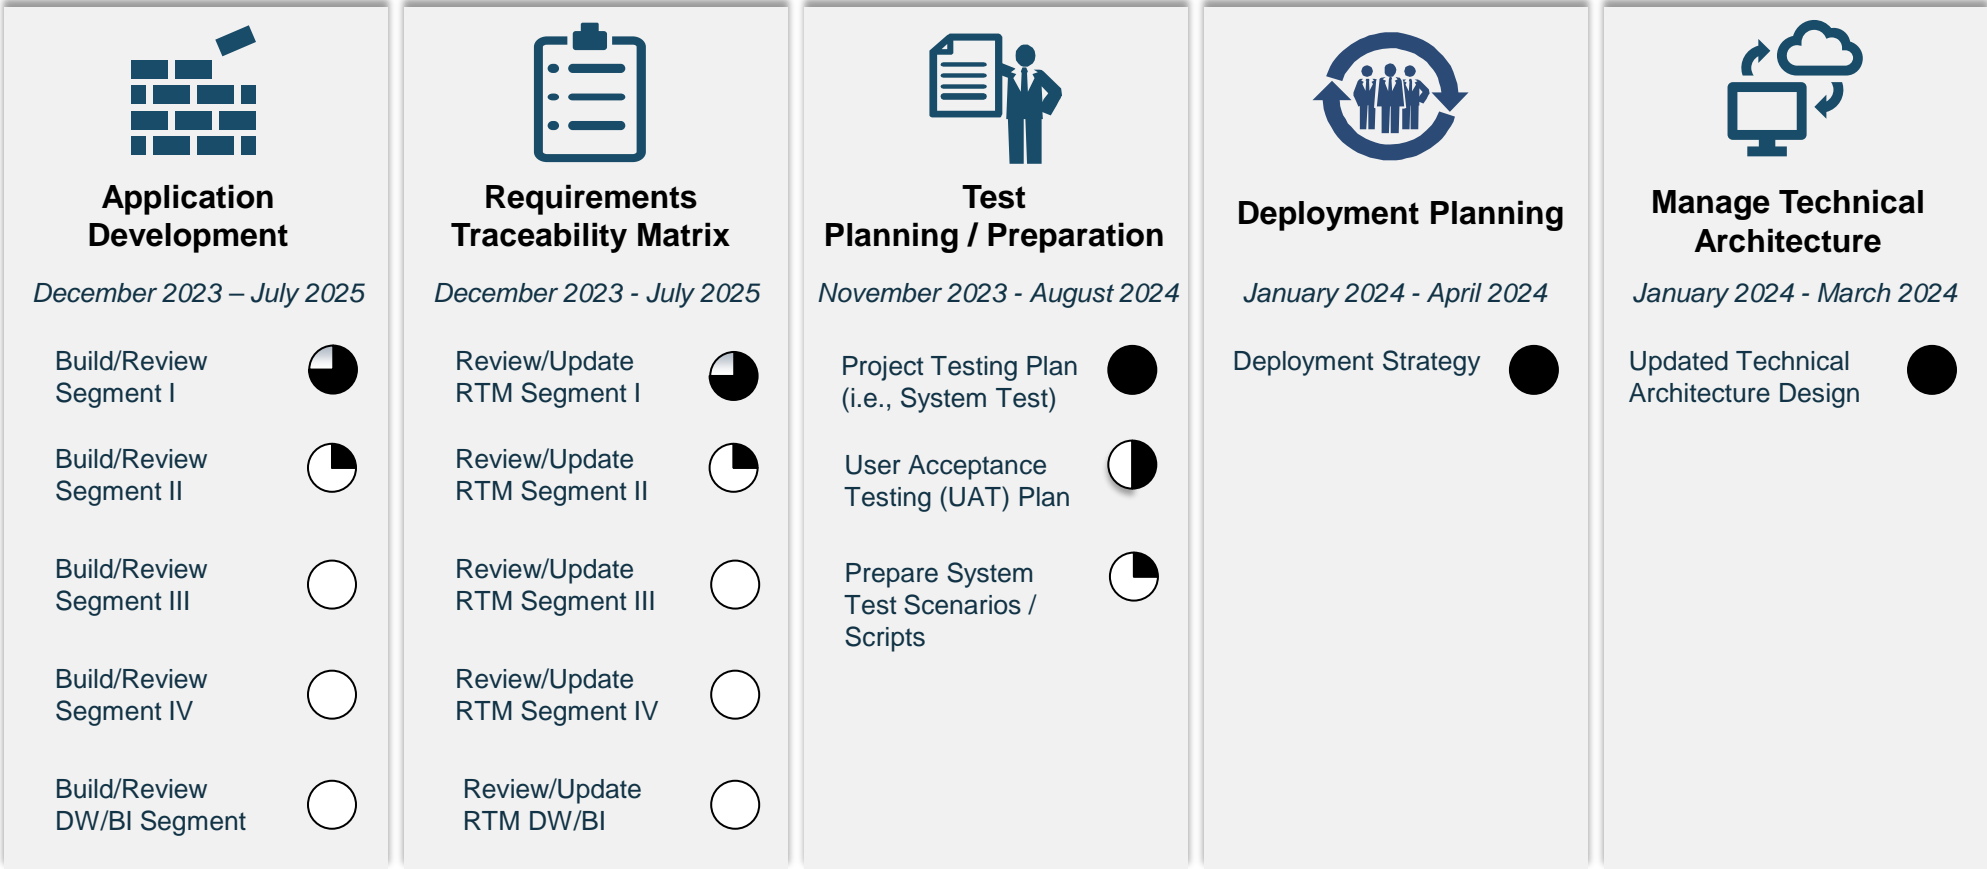 Application
Development
December 2023 – July 2025
Build/Review
Segment I
Build/Review
Segment II
Build/Review
Segment III
Build/Review
Segment IV
Build/Review
DW/BI Segment
Requirements
Traceability Matrix
December 2023 - July 2025
Review/Update
RTM Segment I
Review/Update
RTM Segment II
Review/Update
RTM Segment III
Review/Update
RTM Segment IV
Review/Update
RTM DW/BI
Test
Planning / Preparation
November 2023 - August 2024
Project Testing Plan
(i.e., System Test)
User Acceptance
Testing (UAT) Plan
Prepare System
Test Scenarios /
Scripts
Deployment Planning
January 2024 - April 2024
Deployment Strategy
Manage Technical
Architecture
January 2024 - March 2024
Updated Technical
Architecture Design